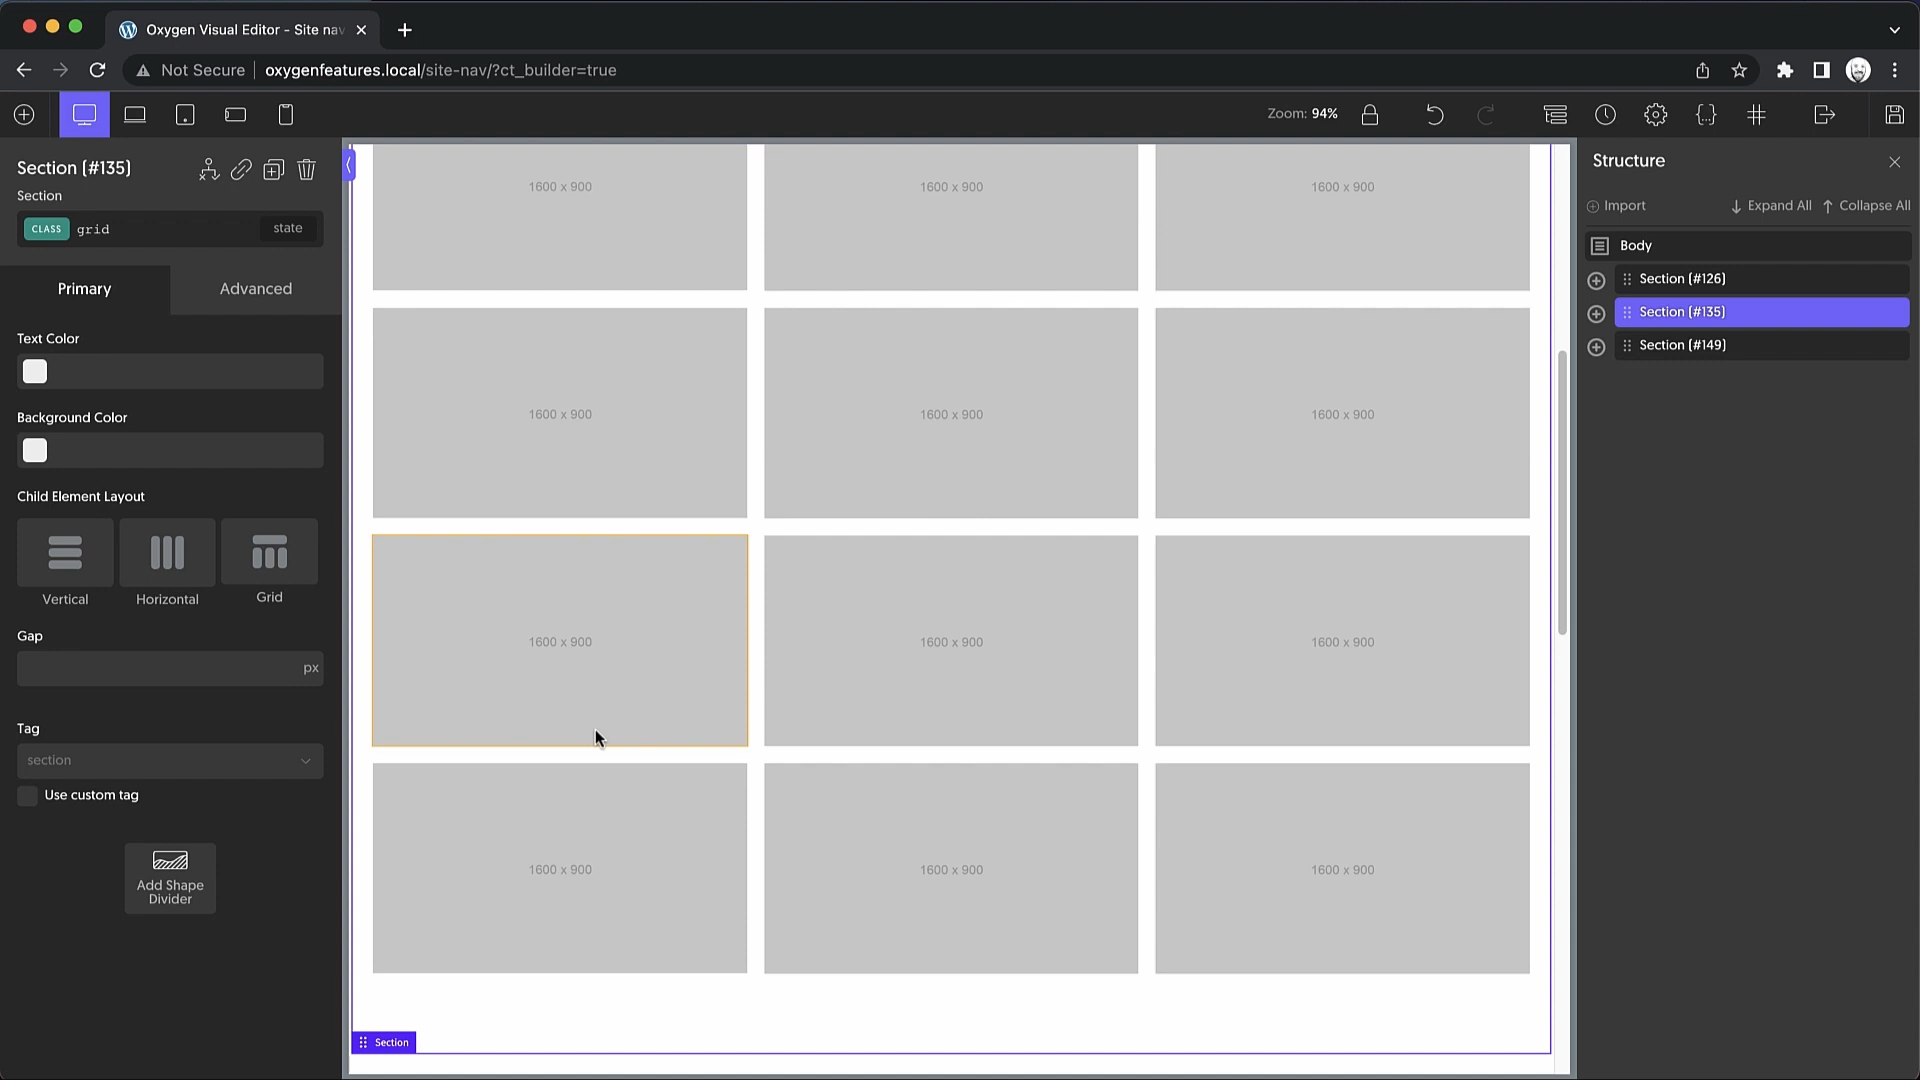 Oxygen Visual Editor - Site nav
Not Secure
oxygenfeatures.local/site-nav/?ct_builder=true
Zoom: 94%
Section (#135)
Section
CLASS grid
state
Primary
Advanced
Text Color
Background Color
Child Element Layout
Vertical
Horizontal
Grid
Gap
px
Tag
section
Use custom tag
Add Shape
Divider
1600 x 900
1600 x 900
1600 x 900
1600 x 900
1600 x 900
1600 x 900
1600 x 900
1600 x 900
1600 x 900
1600 x 900
1600 x 900
1600 x 900
Section
Structure
Import
Expand All
Collapse All
Body
Section (#126)
Section (#135)
Section (#149)